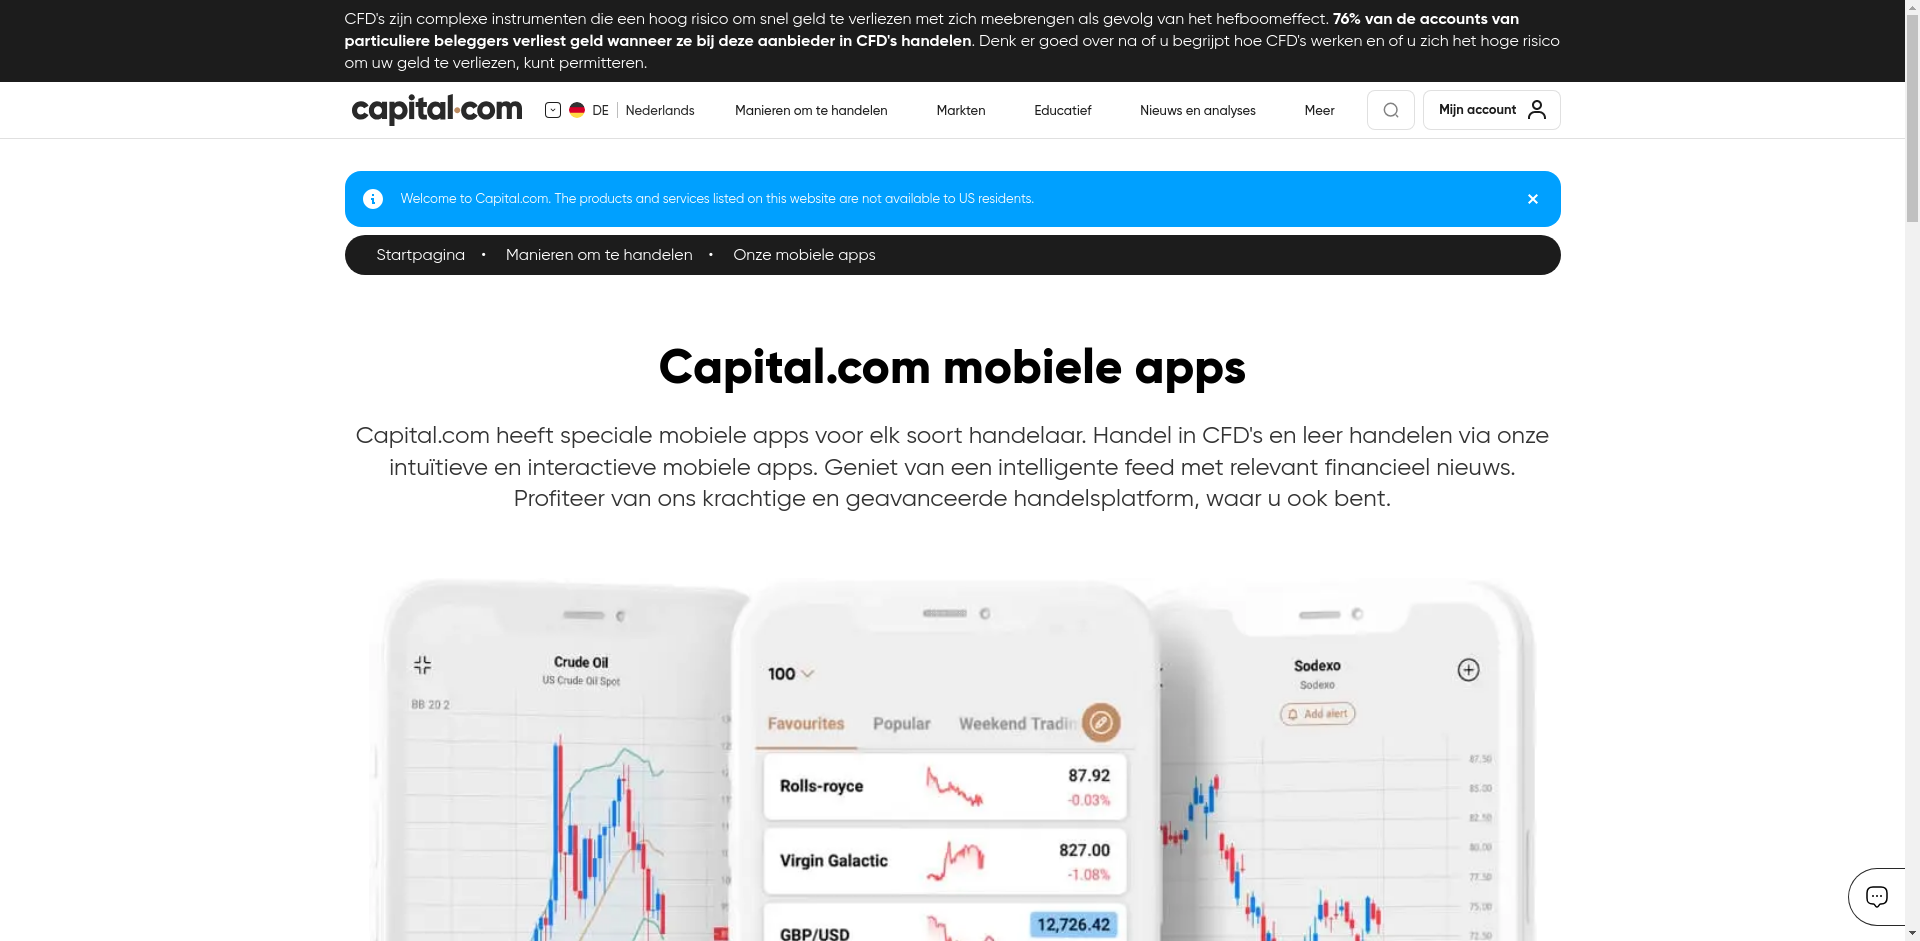 CFD's zijn complexe instrumenten die een hoog risico om snel geld te verliezen met zich meebrengen als gevolg van het hefboomeffect. 76% van de accounts van
particuliere beleggers verliest geld wanneer ze bij deze aanbieder in CFD's handelen. Denk er goed over na of u begrijpt hoe CFD's werken en of u zich het hoge risico
om uw geld te verliezen, kunt permitteren.
capital.com DE Nederlands Manieren om te handelen Markten Educatief Nieuws en analyses Meer Mijn account
Welcome to Capital.com. The products and services listed on this website are not available to US residents.
Startpagina • Manieren om te handelen • Onze mobiele apps
Capital.com mobiele apps
Capital.com heeft speciale mobiele apps voor elk soort handelaar. Handel in CFD's en leer handelen via onze
intuïtieve en interactieve mobiele apps. Geniet van een intelligente feed met relevant financieel nieuws.
Profiteer van ons krachtige en geavanceerde handelsplatform, waar u ook bent.
Crude Oil
US Crude Oil Spot
BB 20 2
100
Favourites Popular Weekend Tradin
Rolls-royce 87.92
-0.03%
Virgin Galactic 827.00
-1.08%
GBP/USD 12,726.42
Sodexo
Sodexo
Add alert
87.50
85.00
82.50
80.00
77.50
75.00
72.50